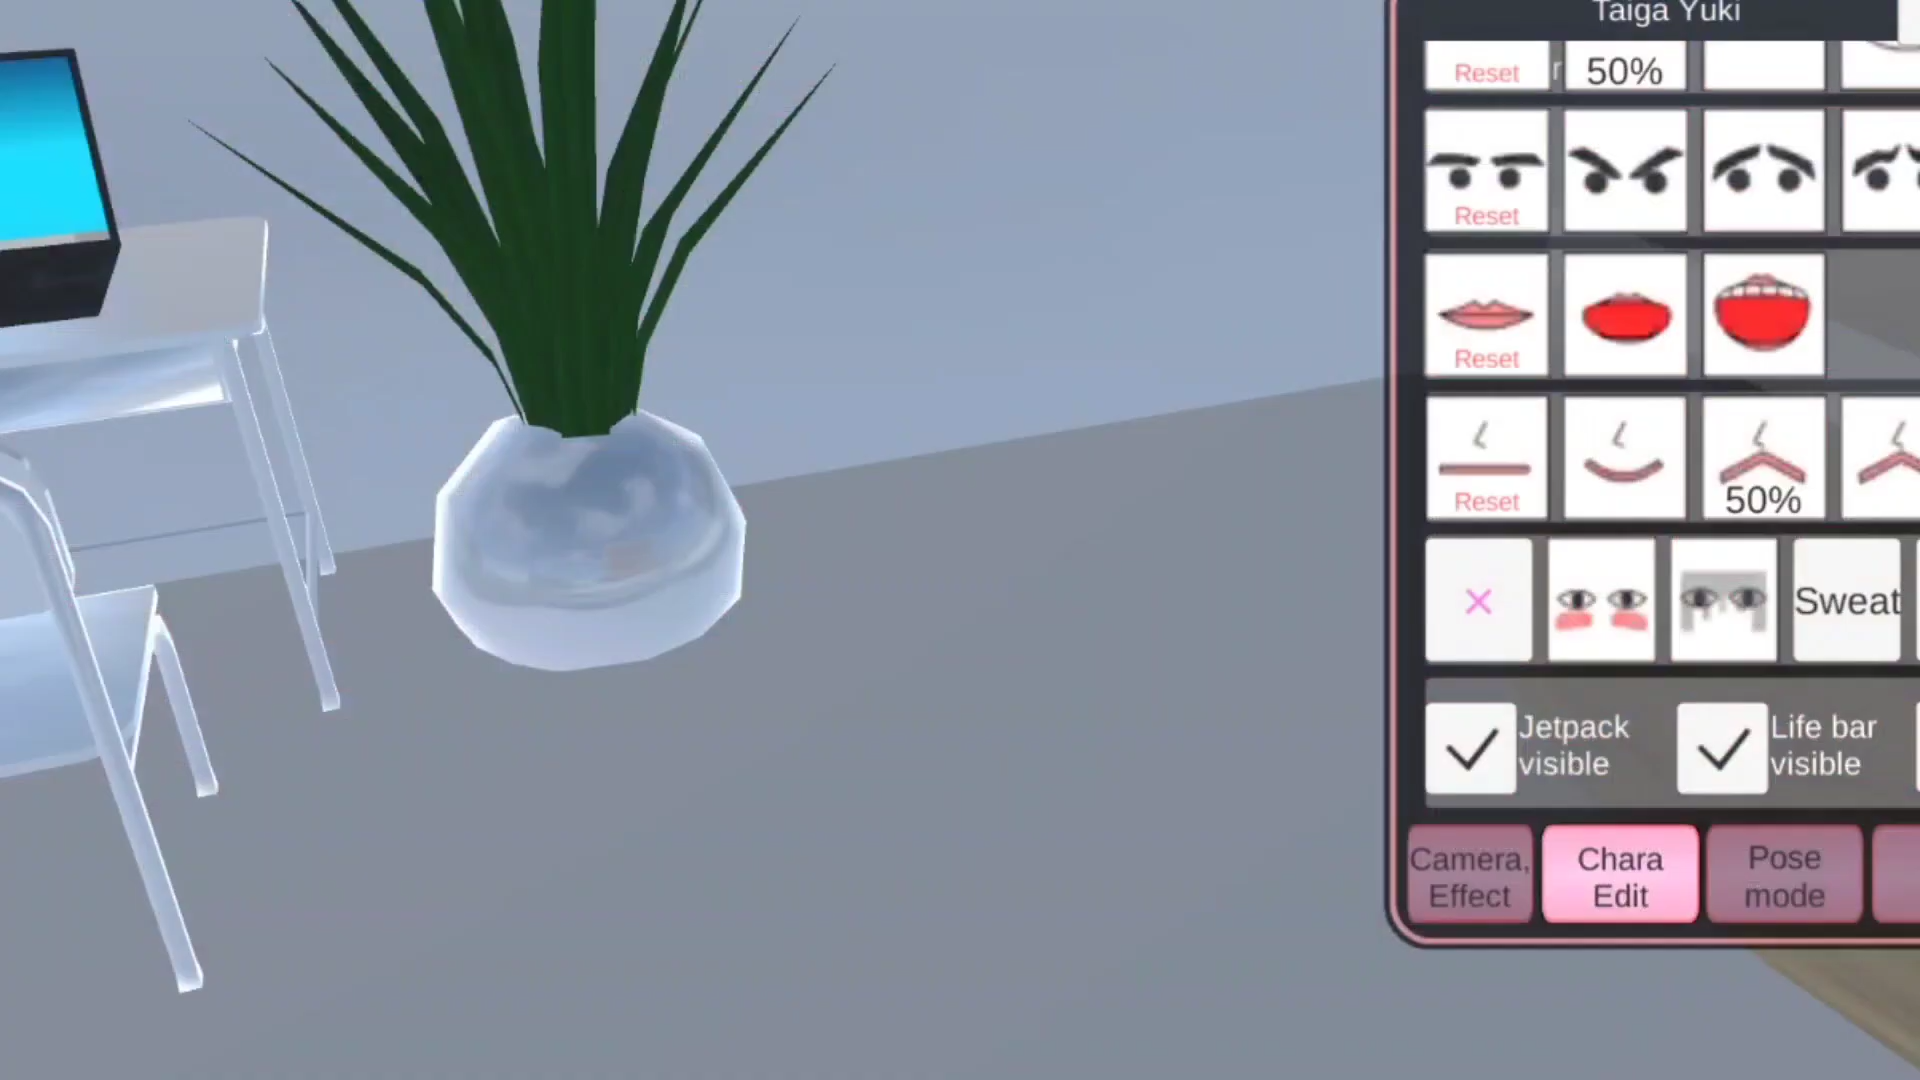 Taiga Yuki
Reset
r
50%
Reset
Reset
Reset
50%
Sweat
Jetpack
visible
Life bar
visible
Camera,
Effect
Chara
Edit
Pose
mode